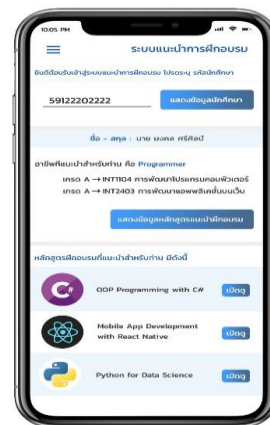 10:05 PM
ระบบแนะนำการฝึกอบรม
ยินดีต้อนรับเข้าสู่ระบบแนะนำการฝึกอบรม โปรดระบุ รหัสนักศึกษา
59122202222
แสดงข้อมูลนักศึกษา
ชื่อ - สกุล : นาย มงคล ศรีศิลป์
อาชีพที่แนะนำสำหรับท่าน คือ Programmer
เกรด A → INT1104 การพัฒนาโปรแกรมคอมพิวเตอร์
เกรด A → INT2403 การพัฒนาแอพพลิเคชั่นบนเว็บ
แสดงข้อมูลหลักสูตรแนะนำฝึกอบรม
หลักสูตรฝึกอบรมที่แนะนำสำหรับท่าน มีดังนี้
C#
OOP Programming with C#
เปิดดู
Mobile App Development
with React Native
เปิดดู
Python for Data Science
เปิดดู